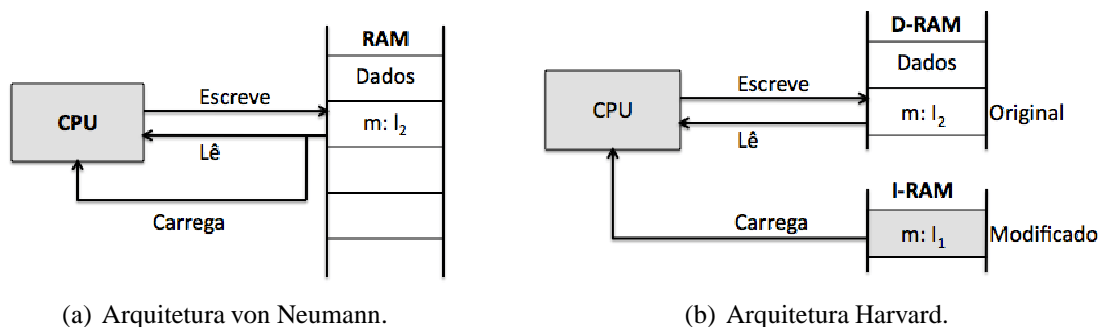 RAM
Dados
Escreve
CPU
m: I₂
Lê
Carrega
(a) Arquitetura von Neumann.
D-RAM
Dados
Escreve
CPU
m: I₂
Original
Lê
I-RAM
Carrega
m: I₁
Modificado
(b) Arquitetura Harvard.